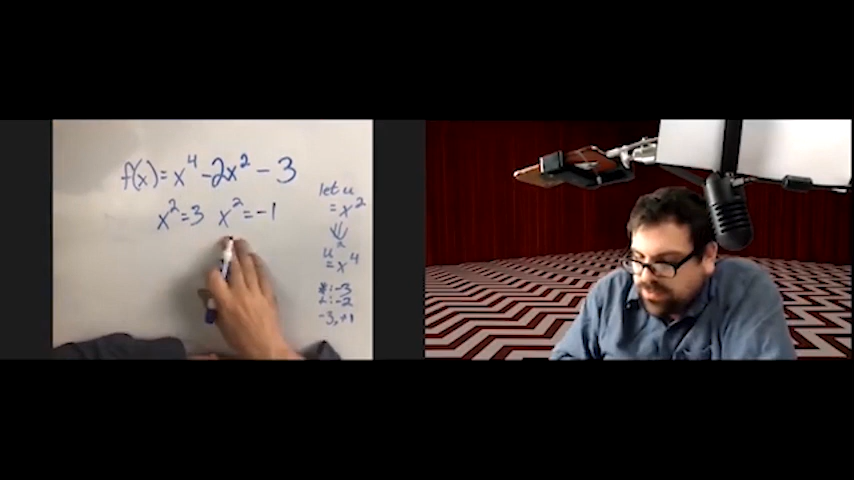 f(x)=x⁴-2x²-3
x²=3 x²=-1
let u
=x²
⇓
u²
=x⁴
*:-3
+:-2
-3,+1